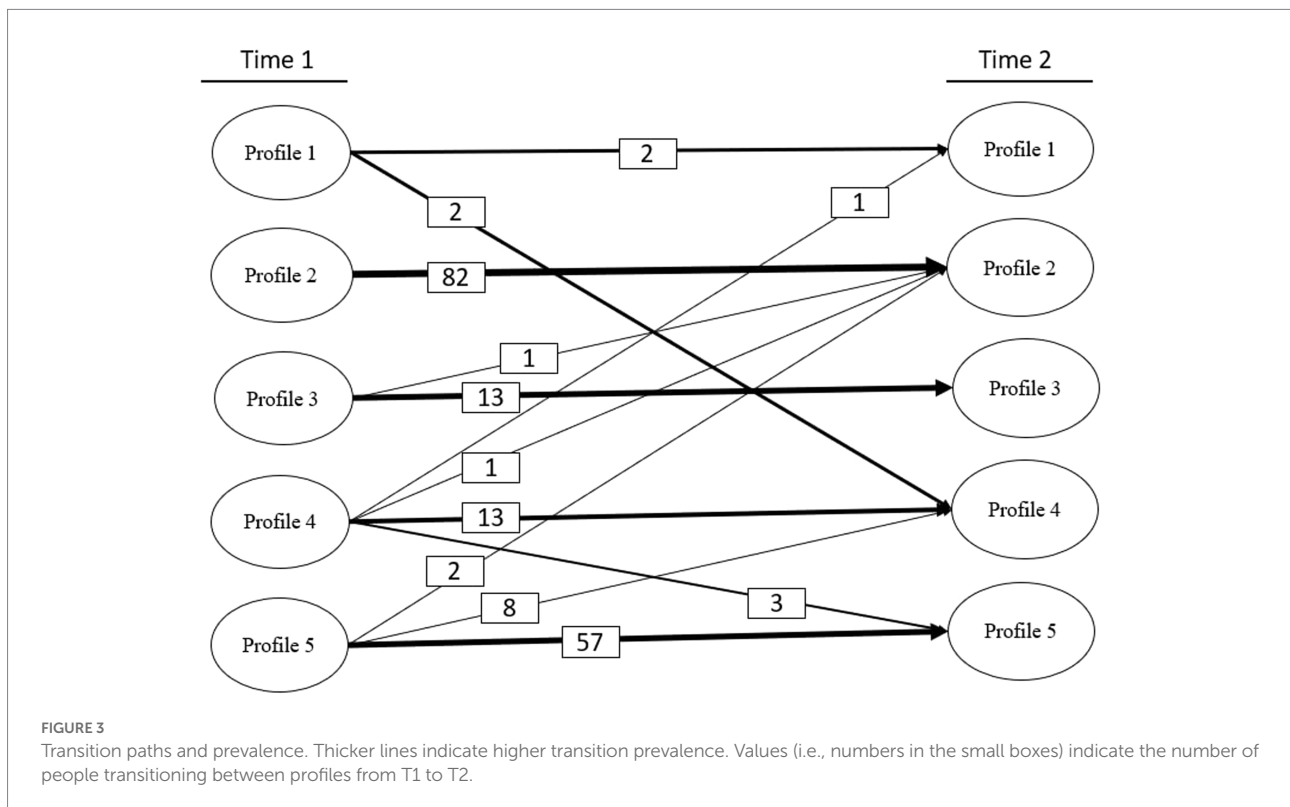 Time 1
Time 2
Profile 1
2
Profile 1
2
1
Profile 2
82
Profile 2
1
Profile 3
13
Profile 3
1
Profile 4
13
Profile 4
2
8
3
Profile 5
57
Profile 5
FIGURE 3
Transition paths and prevalence. Thicker lines indicate higher transition prevalence. Values (i.e., numbers in the small boxes) indicate the number of
people transitioning between profiles from T1 to T2.